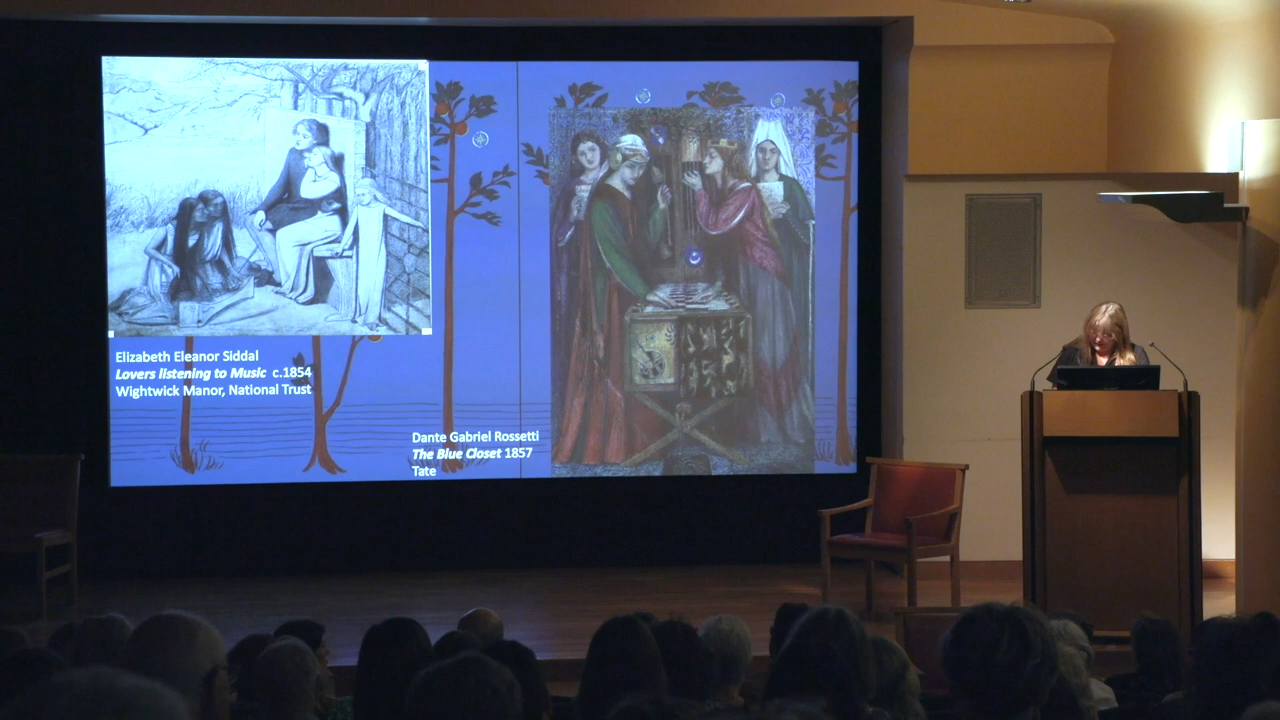 Elizabeth Eleanor Siddal
Lovers listening to Music c.1854
Wightwick Manor, National Trust
Dante Gabriel Rossetti
The Blue Closet 1857
Tate